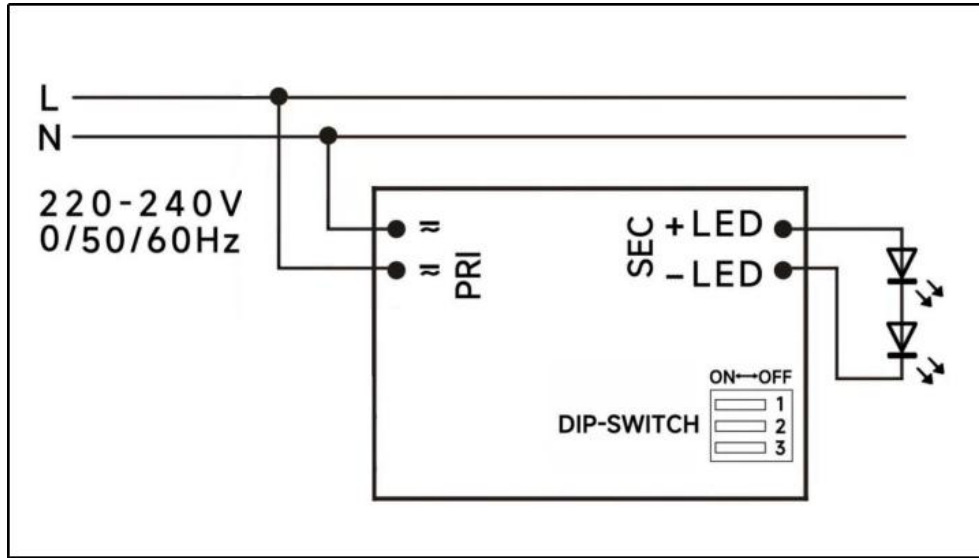 L
N
220-240V
0/50/60Hz
PRI
SEC
+LED
-LED
ON↔OFF
DIP-SWITCH
1
2
3